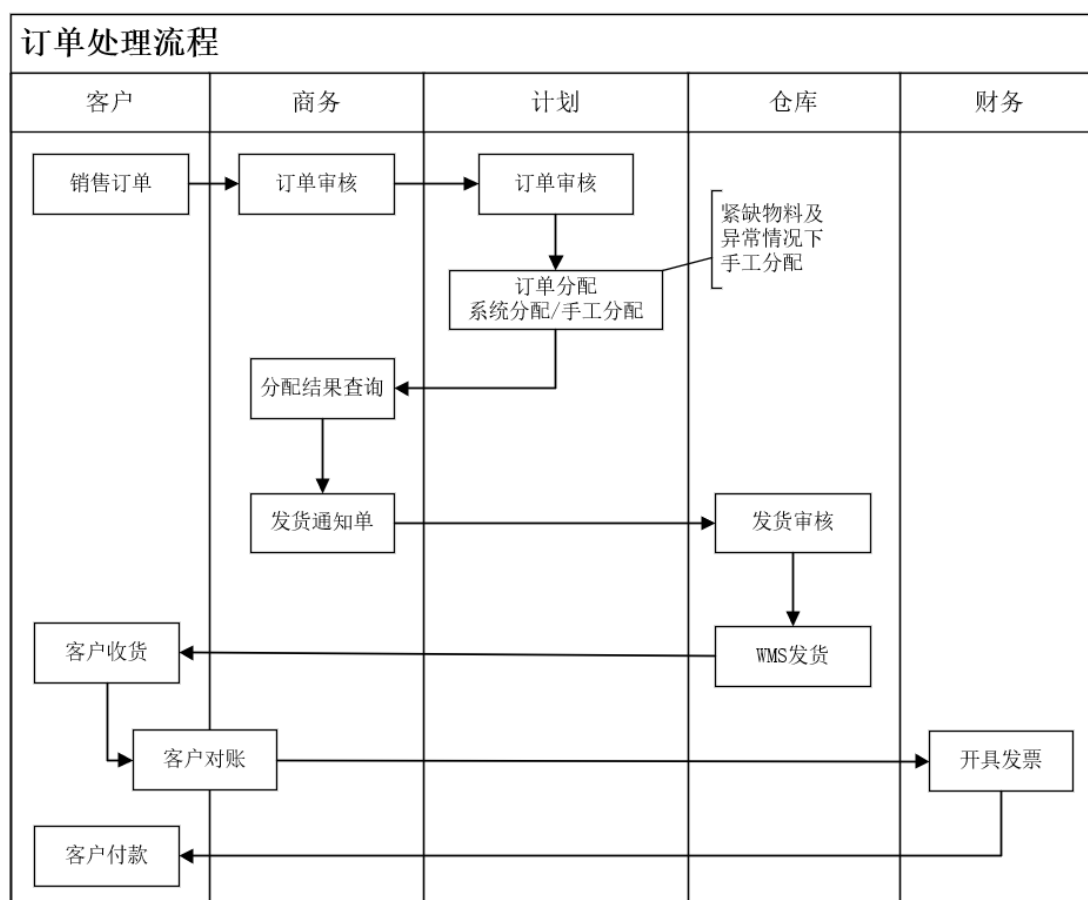 订单处理流程
客户
商务
计划
仓库
财务
销售订单
订单审核
订单审核
紧缺物料及
异常情况下
手工分配
订单分配
系统分配/手工分配
分配结果查询
发货通知单
发货审核
客户收货
WMS发货
客户对账
开具发票
客户付款